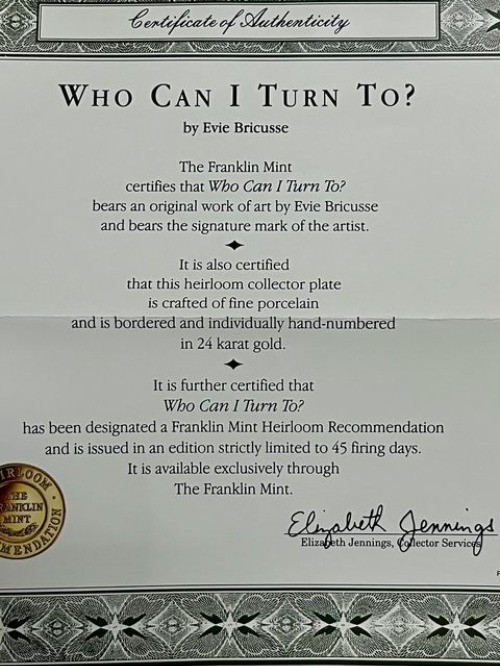 Certificate of Authenticity
WHO CAN I TURN TO?
by Evie Bricusse
The Franklin Mint
certifies that Who Can I Turn To?
bears an original work of art by Evie Bricusse
and bears the signature mark of the artist.
It is also certified
that this heirloom collector plate
is crafted of fine porcelain
and is bordered and individually hand-numbered
in 24 karat gold.
It is further certified that
Who Can I Turn To?
has been designated a Franklin Mint Heirloom Recommendation
and is issued in an edition strictly limited to 45 firing days.
It is available exclusively through
The Franklin Mint.
Elizabeth Jennings
Elizabeth Jennings, Collector Services
MINT